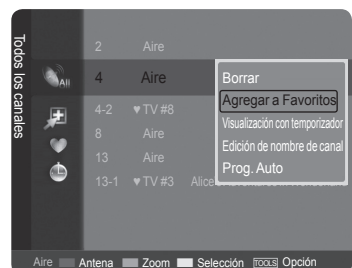 Todos los canales
All
2 Aire
4 Aire
4-2 ♥ TV #8
8 Aire
13 Aire
13-1 ♥ TV #3 Alice
Borrar
Agregar a Favoritos
Visualización con temporizador
Edición de nombre de canal
Prog. Auto
Aire Antena Zoom Selección TOOLS Opción